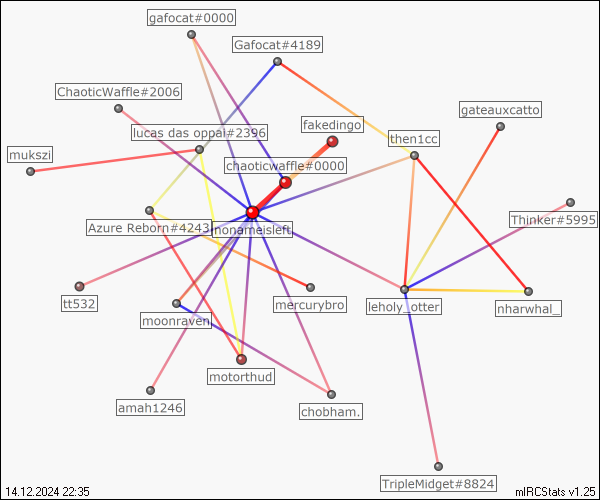 gafocat#0000
Gafocat#4189
ChaoticWaffle#2006
gateauxcatto
fakedingo
lucas das oppai#2396
then1cc
mukszi
chaoticwaffle#0000
Thinker#5995
Azure Reborn#4243
nonameisleft
tt532
mercurybro
leholy_otter
nharwhal_
moonraven
motorthud
amah1246
chobham.
TripleMidget#8824
14.12.2024 22:35
mIRCStats v1.25